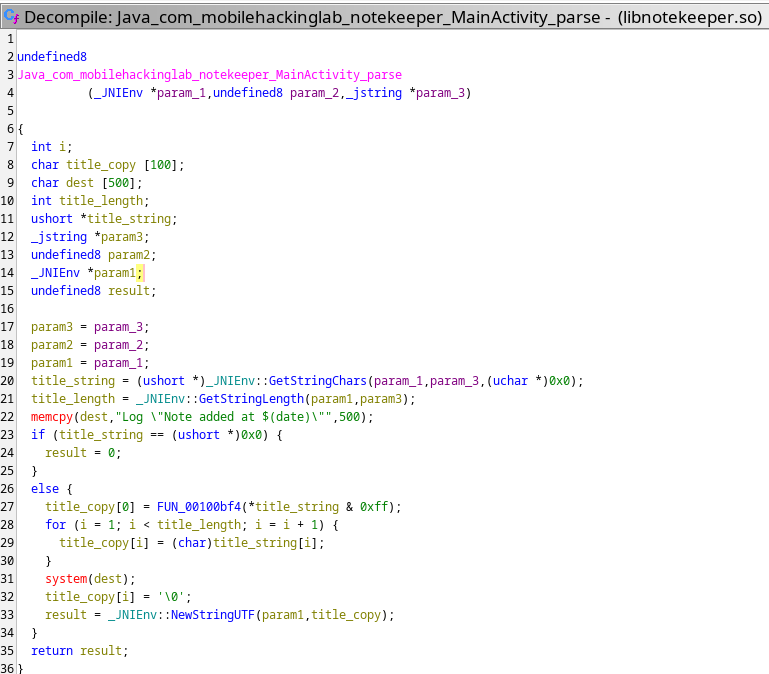 Decompile: Java_com_mobilehackinglab_notekeeper_MainActivity_parse - (libnotekeeper.so)
1
2 undefined8
3 Java_com_mobilehackinglab_notekeeper_MainActivity_parse
4           (_JNIEnv *param_1,undefined8 param_2,_jstring *param_3)
5
6 {
7   int i;
8   char title_copy [100];
9   char dest [500];
10   int title_length;
11   ushort *title_string;
12   _jstring *param3;
13   undefined8 param2;
14   _JNIEnv *param1;
15   undefined8 result;
16
17   param3 = param_3;
18   param2 = param_2;
19   param1 = param_1;
20   title_string = (ushort *)_JNIEnv::GetStringChars(param_1,param_3,(uchar *)0x0);
21   title_length = _JNIEnv::GetStringLength(param1,param3);
22   memcpy(dest,"Log \"Note added at $(date)\"",500);
23   if (title_string == (ushort *)0x0) {
24     result = 0;
25   }
26   else {
27     title_copy[0] = FUN_00100bf4(*title_string & 0xff);
28     for (i = 1; i < title_length; i = i + 1) {
29       title_copy[i] = (char)title_string[i];
30     }
31     system(dest);
32     title_copy[i] = '\0';
33     result = _JNIEnv::NewStringUTF(param1,title_copy);
34   }
35   return result;
36 }